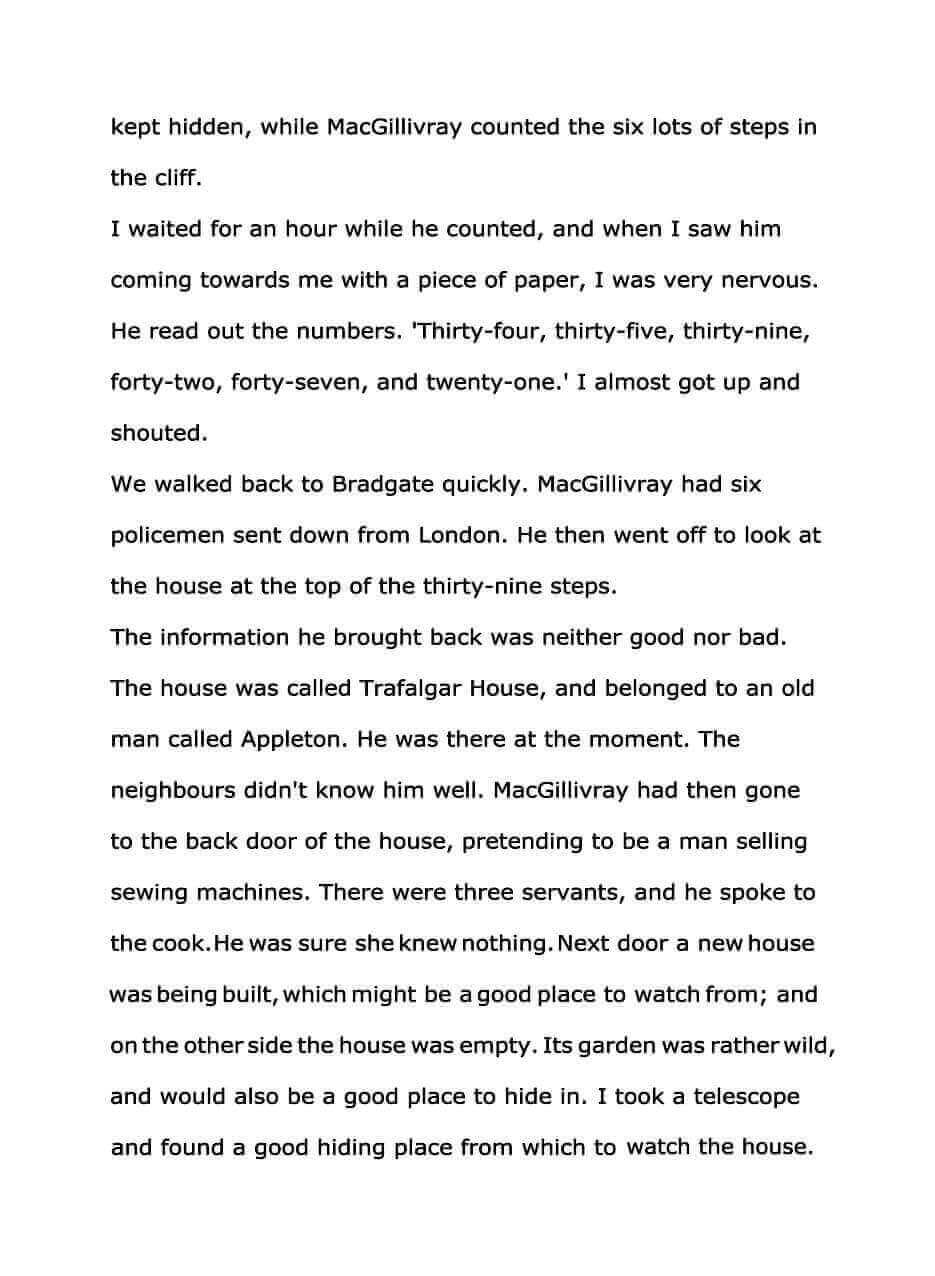 kept hidden, while MacGillivray counted the six lots of steps in
the cliff.
I waited for an hour while he counted, and when I saw him
coming towards me with a piece of paper, I was very nervous.
He read out the numbers. 'Thirty-four, thirty-five, thirty-nine,
forty-two, forty-seven, and twenty-one.' I almost got up and
shouted.
We walked back to Bradgate quickly. MacGillivray had six
policemen sent down from London. He then went off to look at
the house at the top of the thirty-nine steps.
The information he brought back was neither good nor bad.
The house was called Trafalgar House, and belonged to an old
man called Appleton. He was there at the moment. The
neighbours didn't know him well. MacGillivray had then gone
to the back door of the house, pretending to be a man selling
sewing machines. There were three servants, and he spoke to
the cook. He was sure she knew nothing. Next door a new house
was being built, which might be a good place to watch from; and
on the other side the house was empty. Its garden was rather wild,
and would also be a good place to hide in. I took a telescope
and found a good hiding place from which to watch the house.